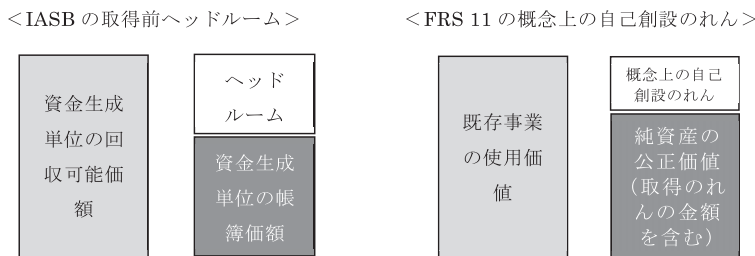 ＜IASB の取得前ヘッドルーム＞
資金生成
単位の回
収可能価
額
ヘッド
ルーム
資金生成
単位の帳
簿価額
＜FRS 11 の概念上の自己創設のれん＞
既存事業
の使用価
値
概念上の自己
創設のれん
純資産の
公正価値
（取得のれ
んの金額
を含む）